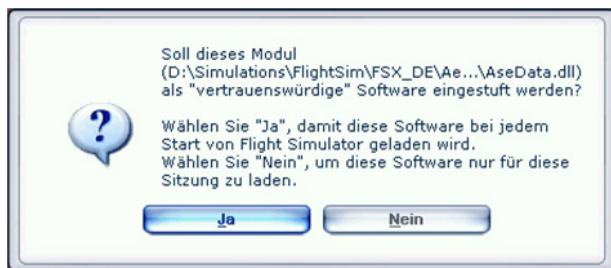 Soll dieses Modul
(D:\Simulations\FlightSim\FSX_DE\Ae...\AseData.dll)
als "vertrauenswürdige" Software eingestuft werden?
Wählen Sie "Ja", damit diese Software bei jedem
Start von Flight Simulator geladen wird.
Wählen Sie "Nein", um diese Software nur für diese
Sitzung zu laden.
Ja
Nein